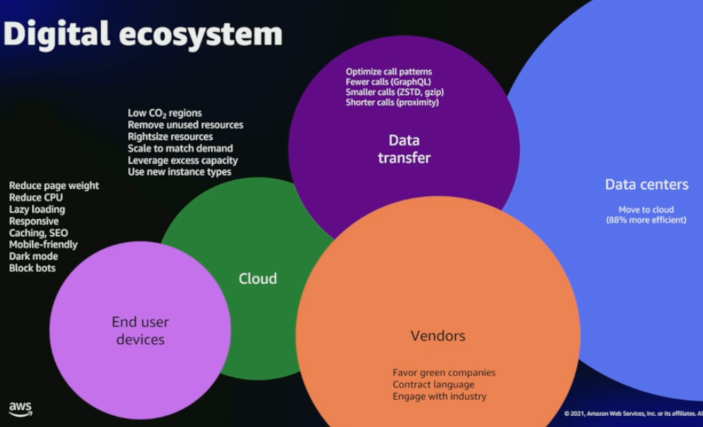 Digital ecosystem
Optimize call patterns
Fewer calls (GraphQL)
Smaller calls (ZSTD, gzip)
Shorter calls (proximity)
Data
transfer
Low CO₂ regions
Remove unused resources
Rightsize resources
Scale to match demand
Leverage excess capacity
Use new instance types
Data centers
Move to cloud
(88% more efficient)
Reduce page weight
Reduce CPU
Lazy loading
Responsive
Caching, SEO
Mobile-friendly
Dark mode
Block bots
Cloud
End user
devices
Vendors
Favor green companies
Contract language
Engage with industry
aws
© 2021, Amazon Web Services, Inc. or its affiliates. Al